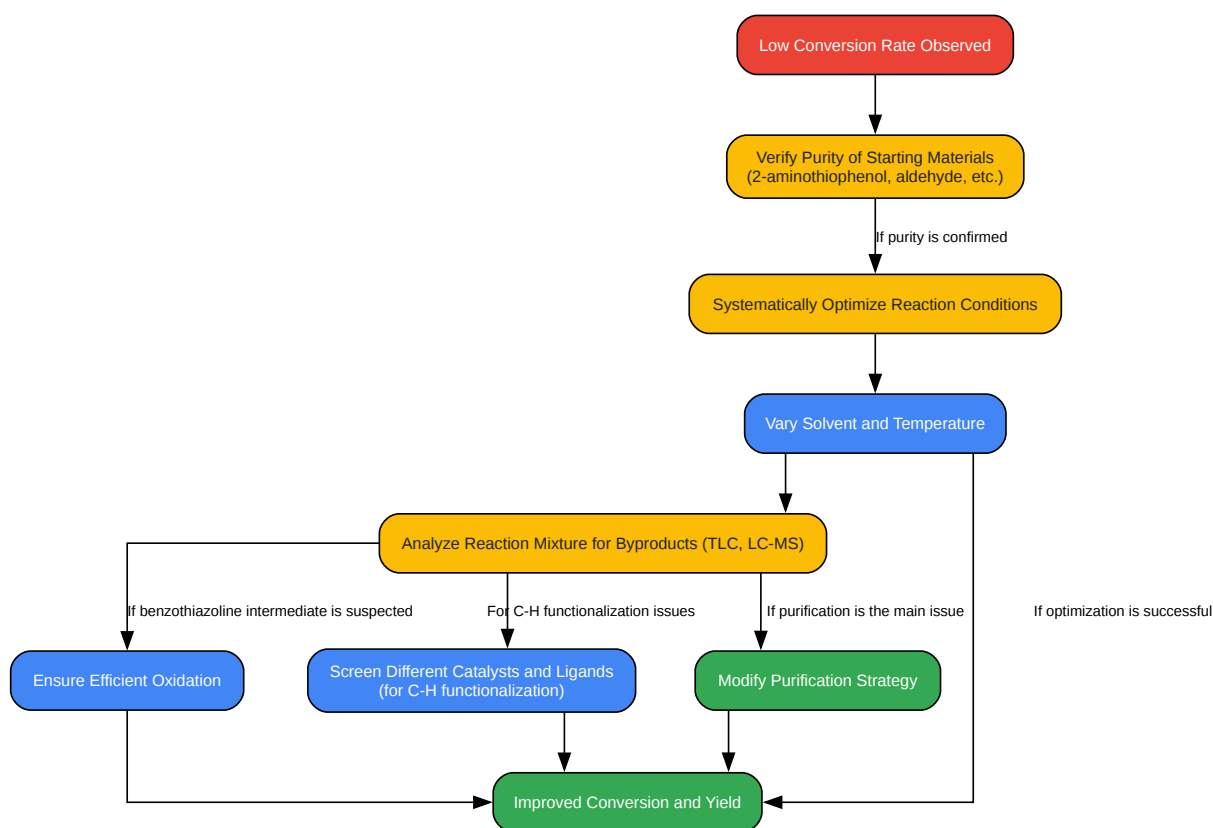 Low Conversion Rate Observed
Verify Purity of Starting Materials
(2-aminothiophenol, aldehyde, etc.)
If purity is confirmed
Systematically Optimize Reaction Conditions
Vary Solvent and Temperature
Analyze Reaction Mixture for Byproducts (TLC, LC-MS)
If benzothiazoline intermediate is suspected
For C-H functionalization issues
If purification is the main issue
If optimization is successful
Ensure Efficient Oxidation
Screen Different Catalysts and Ligands
(for C-H functionalization)
Modify Purification Strategy
Improved Conversion and Yield